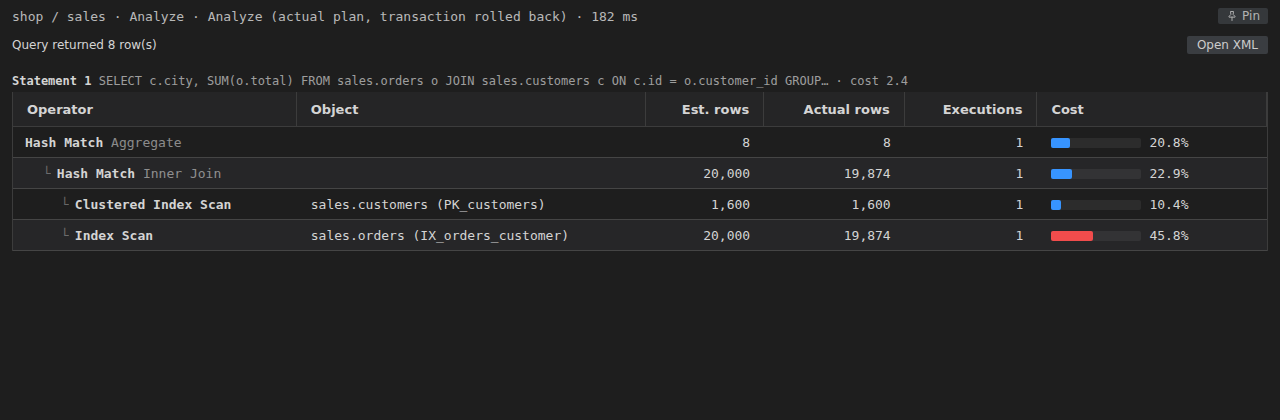 shop / sales · Analyze · Analyze (actual plan, transaction rolled back) · 182 ms
Pin
Query returned 8 row(s)
Open XML
Statement 1 SELECT c.city, SUM(o.total) FROM sales.orders o JOIN sales.customers c ON c.id = o.customer_id GROUP… · cost 2.4
Operator Object Est. rows Actual rows Executions Cost
Hash Match Aggregate 8 8 1 20.8%
└ Hash Match Inner Join 20,000 19,874 1 22.9%
└ Clustered Index Scan sales.customers (PK_customers) 1,600 1,600 1 10.4%
└ Index Scan sales.orders (IX_orders_customer) 20,000 19,874 1 45.8%